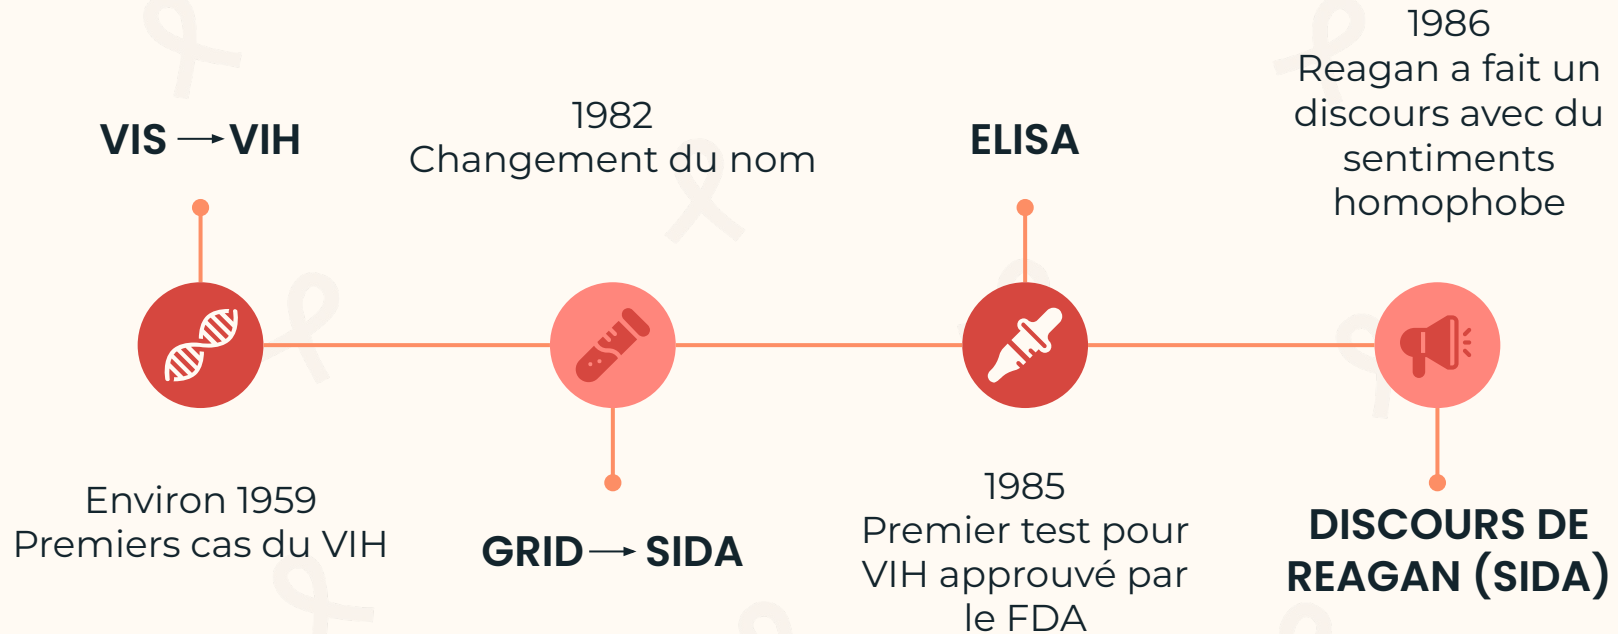 VIS → VIH
Environ 1959
Premiers cas du VIH
1982
Changement du nom
GRID → SIDA
ELISA
1985
Premier test pour
VIH approuvé par
le FDA
1986
Reagan a fait un
discours avec du
sentiments
homophobe
DISCOURS DE
REAGAN (SIDA)